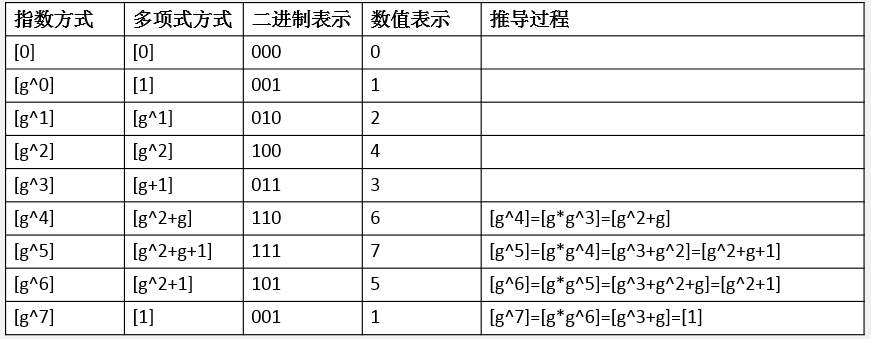 指数方式 多项式方式 二进制表示 数值表示 推导过程
[0] [0] 000 0
[g^0] [1] 001 1
[g^1] [g^1] 010 2
[g^2] [g^2] 100 4
[g^3] [g+1] 011 3
[g^4] [g^2+g] 110 6 [g^4]=[g*g^3]=[g^2+g]
[g^5] [g^2+g+1] 111 7 [g^5]=[g*g^4]=[g^3+g^2]=[g^2+g+1]
[g^6] [g^2+1] 101 5 [g^6]=[g*g^5]=[g^3+g^2+g]=[g^2+1]
[g^7] [1] 001 1 [g^7]=[g*g^6]=[g^3+g]=[1]